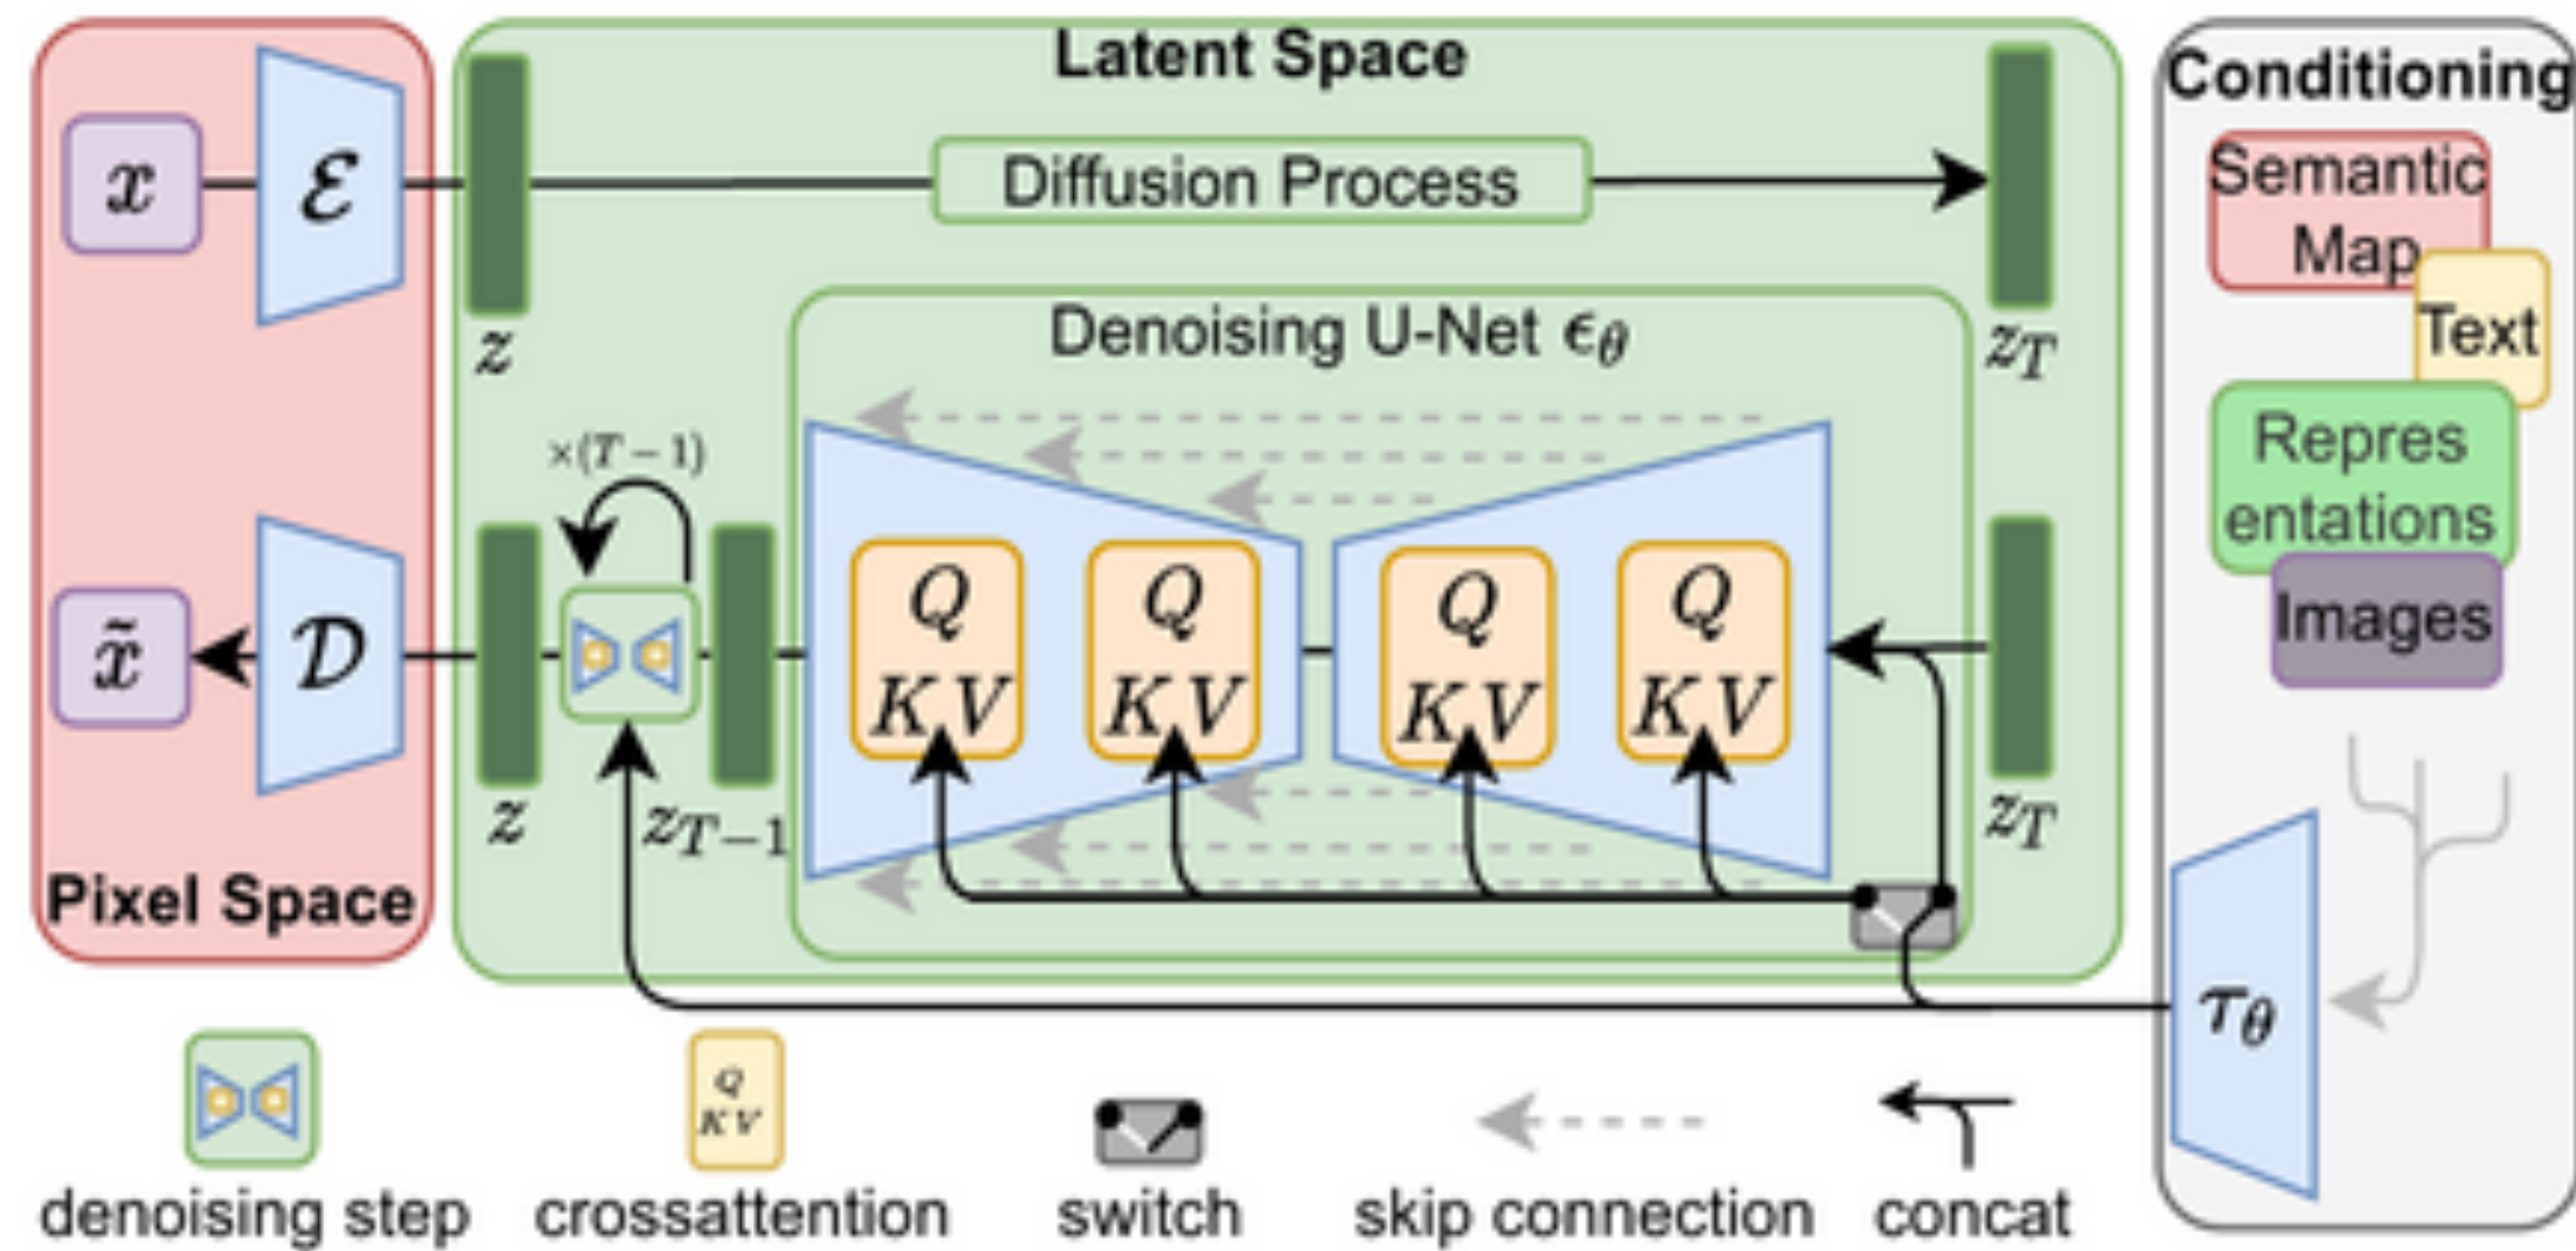 Latent Space
Conditioning
x
ℰ
Diffusion Process
Semantic
Map
z
z_T
Denoising U-Net ϵ_θ
Text
×(T − 1)
Repres
entations
Images
Q
KV
Q
KV
Q
KV
Q
KV
x̃
𝒟
z
z_{T−1}
z_T
Pixel Space
τ_θ
Q
KV
denoising step
crossattention
switch
skip connection
concat